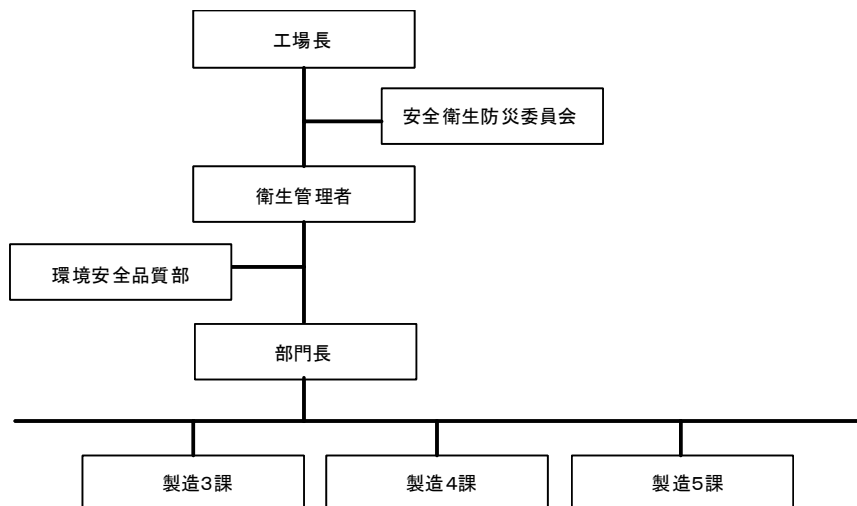 工場長
安全衛生防災委員会
衛生管理者
環境安全品質部
部門長
製造3課
製造4課
製造5課